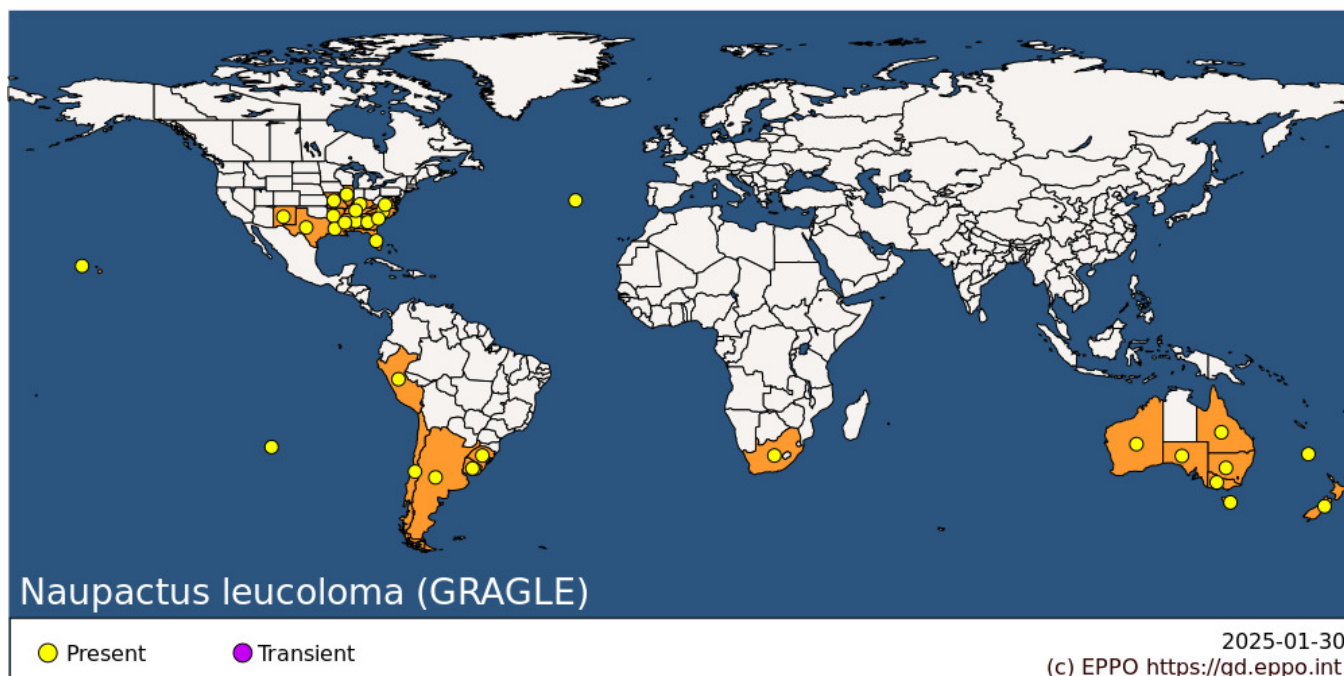 Naupactus leucoloma (GRAGLE)
Present
Transient
2025-01-30
(c) EPPO https://gd.eppo.int